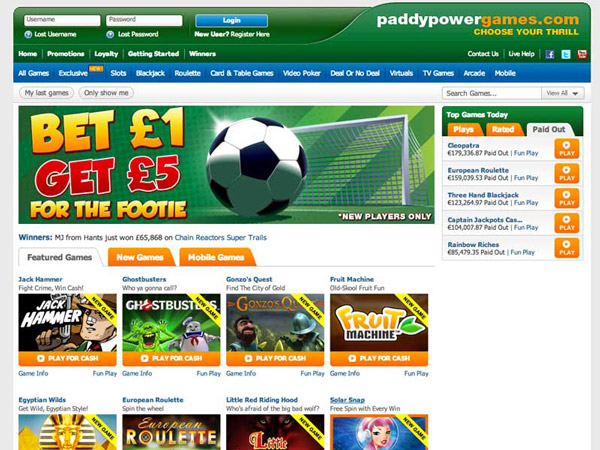 Username
Password
Login
Lost Username
Lost Password
New User? Register Here
paddypowergames.com
CHOOSE YOUR THRILL
Home Promotions Loyalty Getting Started Winners
Contact Us Live Help
All Games Exclusive NEW! Slots Blackjack Roulette Card & Table Games Video Poker Deal Or No Deal Virtuals TV Games Arcade Mobile
My last games Only show me
Search Games... View All
BET £1
GET £5
FOR THE FOOTIE
*NEW PLAYERS ONLY
Top Games Today
Plays Rated Paid Out
Cleopatra
€179,336.87 Paid Out | Fun Play
PLAY
European Roulette
€159,039.53 Paid Out | Fun Play
PLAY
Three Hand Blackjack
€123,264.97 Paid Out | Fun Play
PLAY
Captain Jackpots Cas...
€104,007.87 Paid Out | Fun Play
PLAY
Rainbow Riches
€85,479.35 Paid Out | Fun Play
PLAY
Winners: MJ from Hants just won £65,868 on Chain Reactors Super Trails
Featured Games New Games Mobile Games
Jack Hammer
Fight Crime, Win Cash!
NEW GAME
JACK
HAMMER
PLAY FOR CASH
Game Info Fun Play
Ghostbusters
Who ya gonna call?
NEW GAME
GHOSTBUSTERS
PLAY FOR CASH
Game Info Fun Play
Gonzo's Quest
Find The City of Gold
NEW GAME
GONZO'S QU
PLAY FOR CASH
Game Info Fun Play
Fruit Machine
Old-Skool Fruit Fun
NEW GAME
FRUIT
MACHINE
PLAY FOR CASH
Game Info Fun Play
Egyptian Wilds
Get Wild, Egyptian Style!
NEW GAME
European Roulette
Spin the wheel
NEW GAME
European
ROULETTE
Little Red Riding Hood
Who's afraid of the big bad wolf?
NEW GAME
Little
Solar Snap
Free Spin with Every Win
NEW GAME